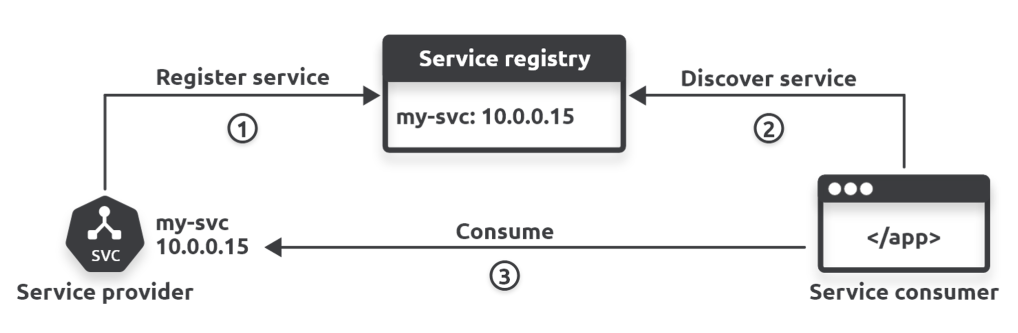 Service registry
Register service
Discover service
my-svc: 10.0.0.15
1
2
my-svc
10.0.0.15
SVC
Consume
</app>
3
Service provider
Service consumer